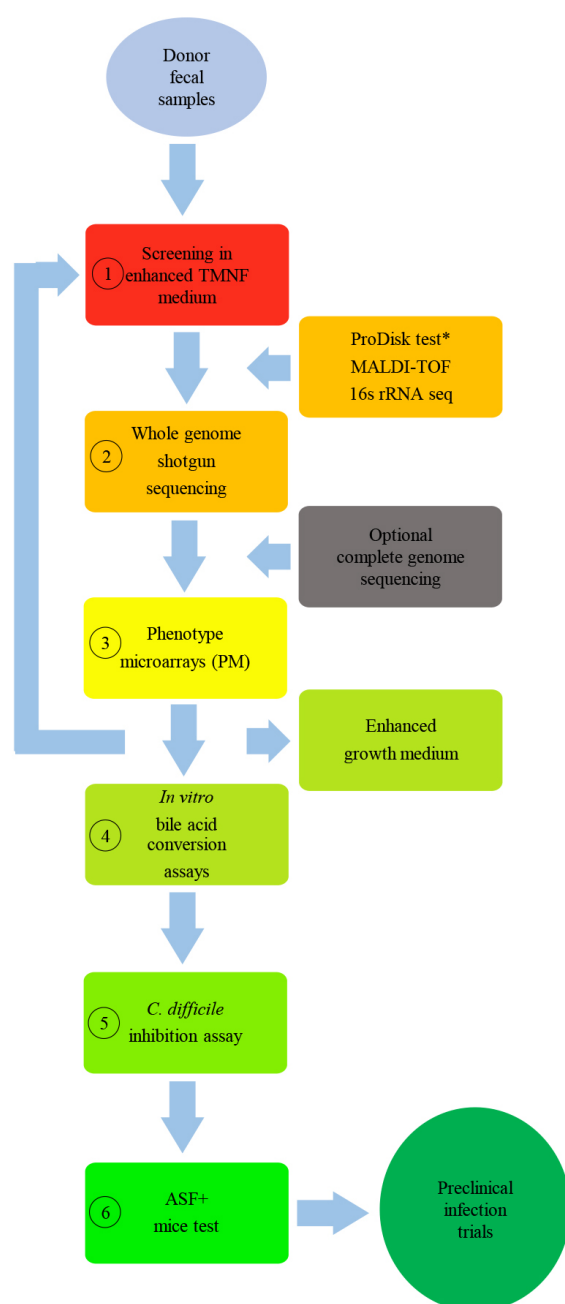 Donor
fecal
samples
1
Screening in
enhanced TMNF
medium
ProDisk test*
MALDI-TOF
16s rRNA seq
2
Whole genome
shotgun
sequencing
Optional
complete genome
sequencing
3
Phenotype
microarrays (PM)
Enhanced
growth medium
4
In vitro
bile acid
conversion
assays
5
C. difficile
inhibition assay
6
ASF+
mice test
Preclinical
infection
trials